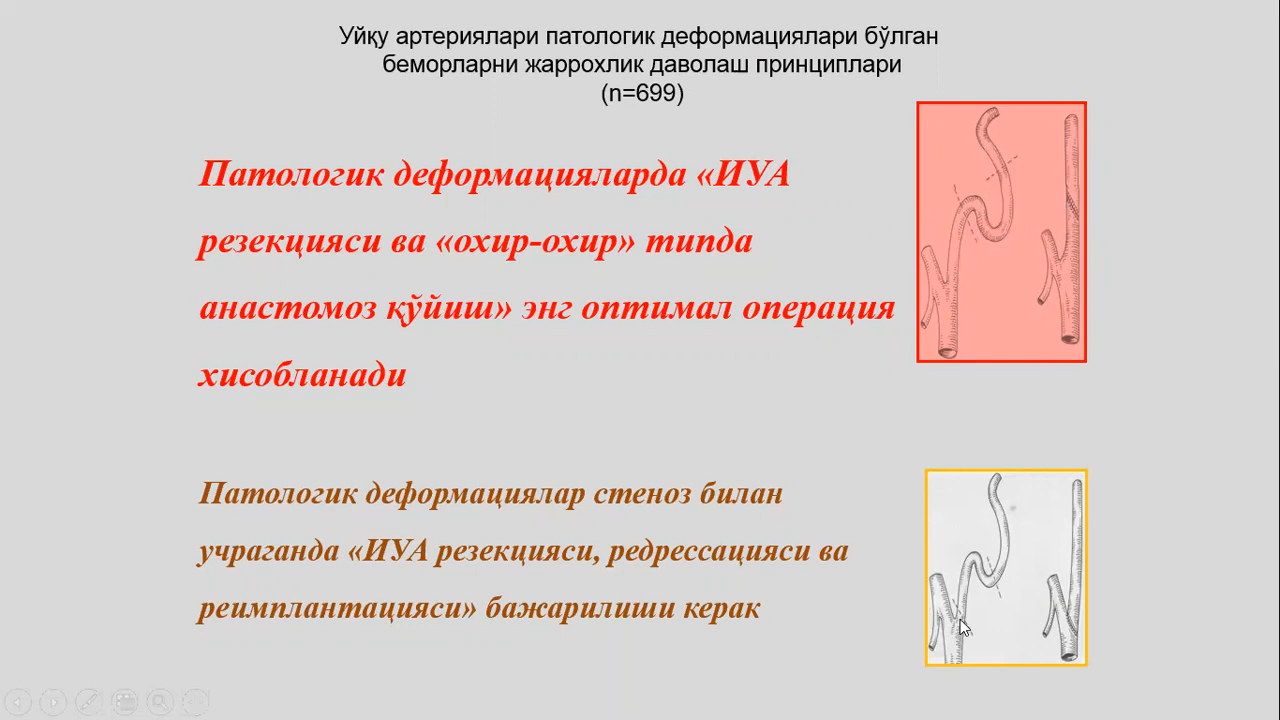 Уйқу артериялари патологик деформациялари бўлган
беморларни жаррохлик даволаш принциплари
(n=699)
Патологик деформацияларда «ИУА
резекцияси ва «охир-охир» типда
анастомоз қўйиш» энг оптимал операция
хисобланади
Патологик деформациялар стеноз билан
учраганда «ИУА резекцияси, редрессацияси ва
реимплантацияси» бажарилиши керак